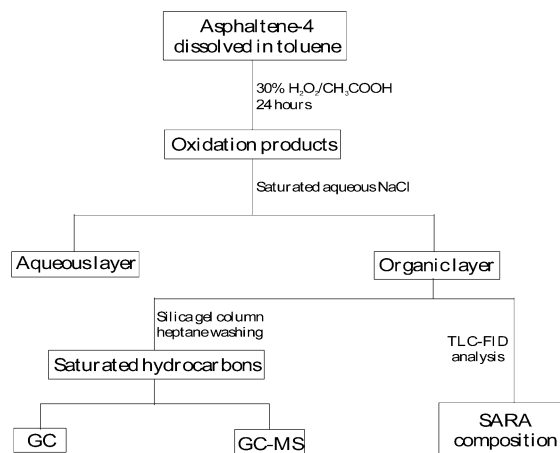 Asphaltene-4
dissolved in toluene
30% H₂O₂/CH₃COOH
24 hours
Oxidation products
Saturated aqueous NaCl
Aqueous layer
Organic layer
Silica gel column
heptane washing
TLC-FID
analysis
Saturated hydrocarbons
GC
GC-MS
SARA
composition